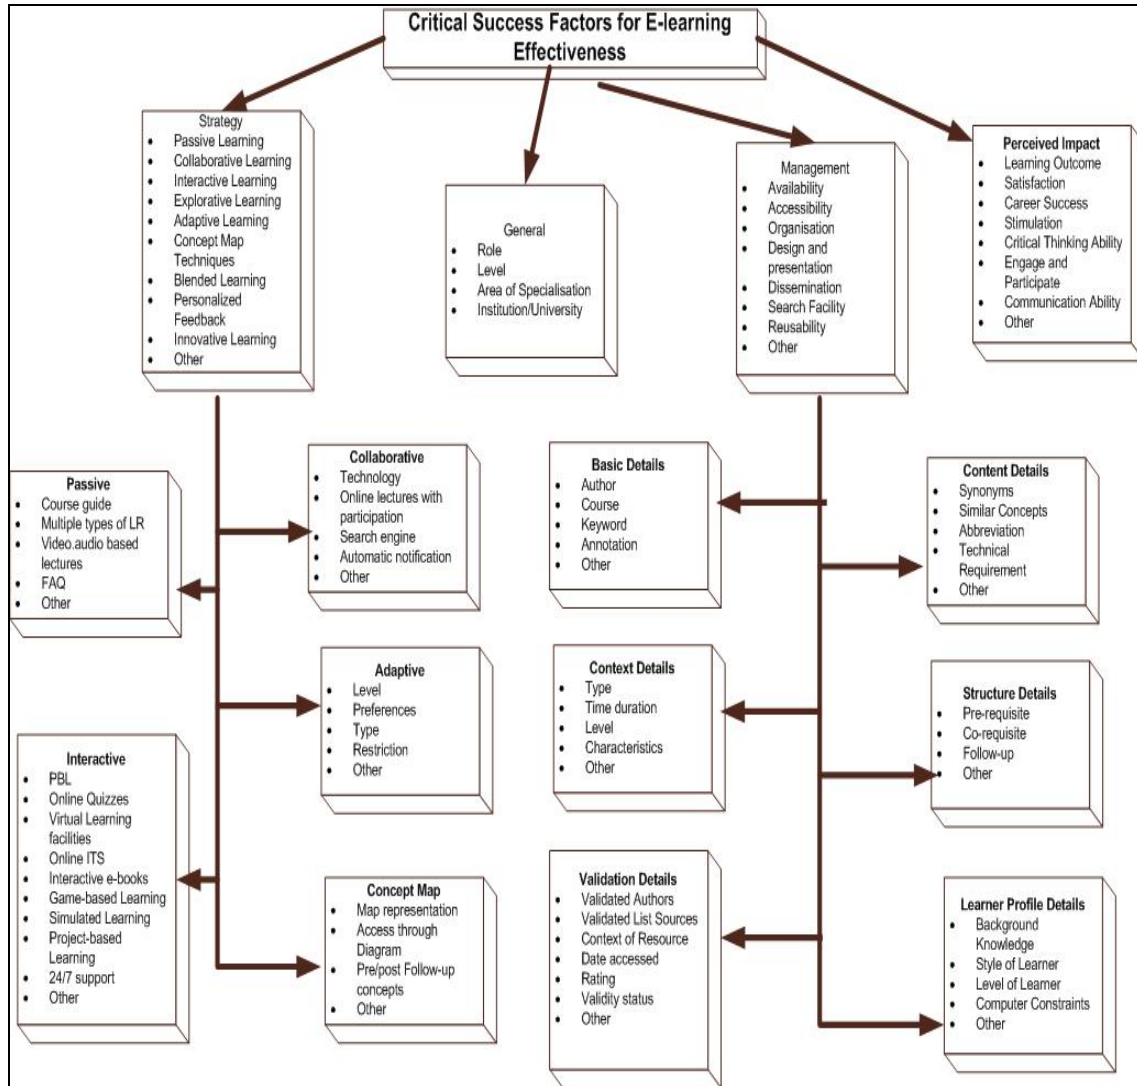 Critical Success Factors for E-learning
Effectiveness
Strategy
• Passive Learning
• Collaborative Learning
• Interactive Learning
• Explorative Learning
• Adaptive Learning
• Concept Map
Techniques
• Blended Learning
• Personalized
Feedback
• Innovative Learning
• Other
General
• Role
• Level
• Area of Specialisation
• Institution/University
Management
• Availability
• Accessibility
• Organisation
• Design and
presentation
• Dissemination
• Search Facility
• Reusability
• Other
Perceived Impact
• Learning Outcome
• Satisfaction
• Career Success
• Stimulation
• Critical Thinking Ability
• Engage and
Participate
• Communication Ability
• Other
Passive
• Course guide
• Multiple types of LR
• Video.audio based
lectures
• FAQ
• Other
Collaborative
• Technology
• Online lectures with
participation
• Search engine
• Automatic notification
• Other
Basic Details
• Author
• Course
• Keyword
• Annotation
• Other
Content Details
• Synonyms
• Similar Concepts
• Abbreviation
• Technical
Requirement
• Other
Adaptive
• Level
• Preferences
• Type
• Restriction
• Other
Context Details
• Type
• Time duration
• Level
• Characteristics
• Other
Structure Details
• Pre-requisite
• Co-requisite
• Follow-up
• Other
Interactive
• PBL
• Online Quizzes
• Virtual Learning
facilities
• Online ITS
• Interactive e-books
• Game-based Learning
• Simulated Learning
• Project-based
Learning
• 24/7 support
• Other
Concept Map
• Map representation
• Access through
Diagram
• Pre/post Follow-up
concepts
• Other
Validation Details
• Validated Authors
• Validated List Sources
• Context of Resource
• Date accessed
• Rating
• Validity status
• Other
Learner Profile Details
• Background
Knowledge
• Style of Learner
• Level of Learner
• Computer Constraints
• Other